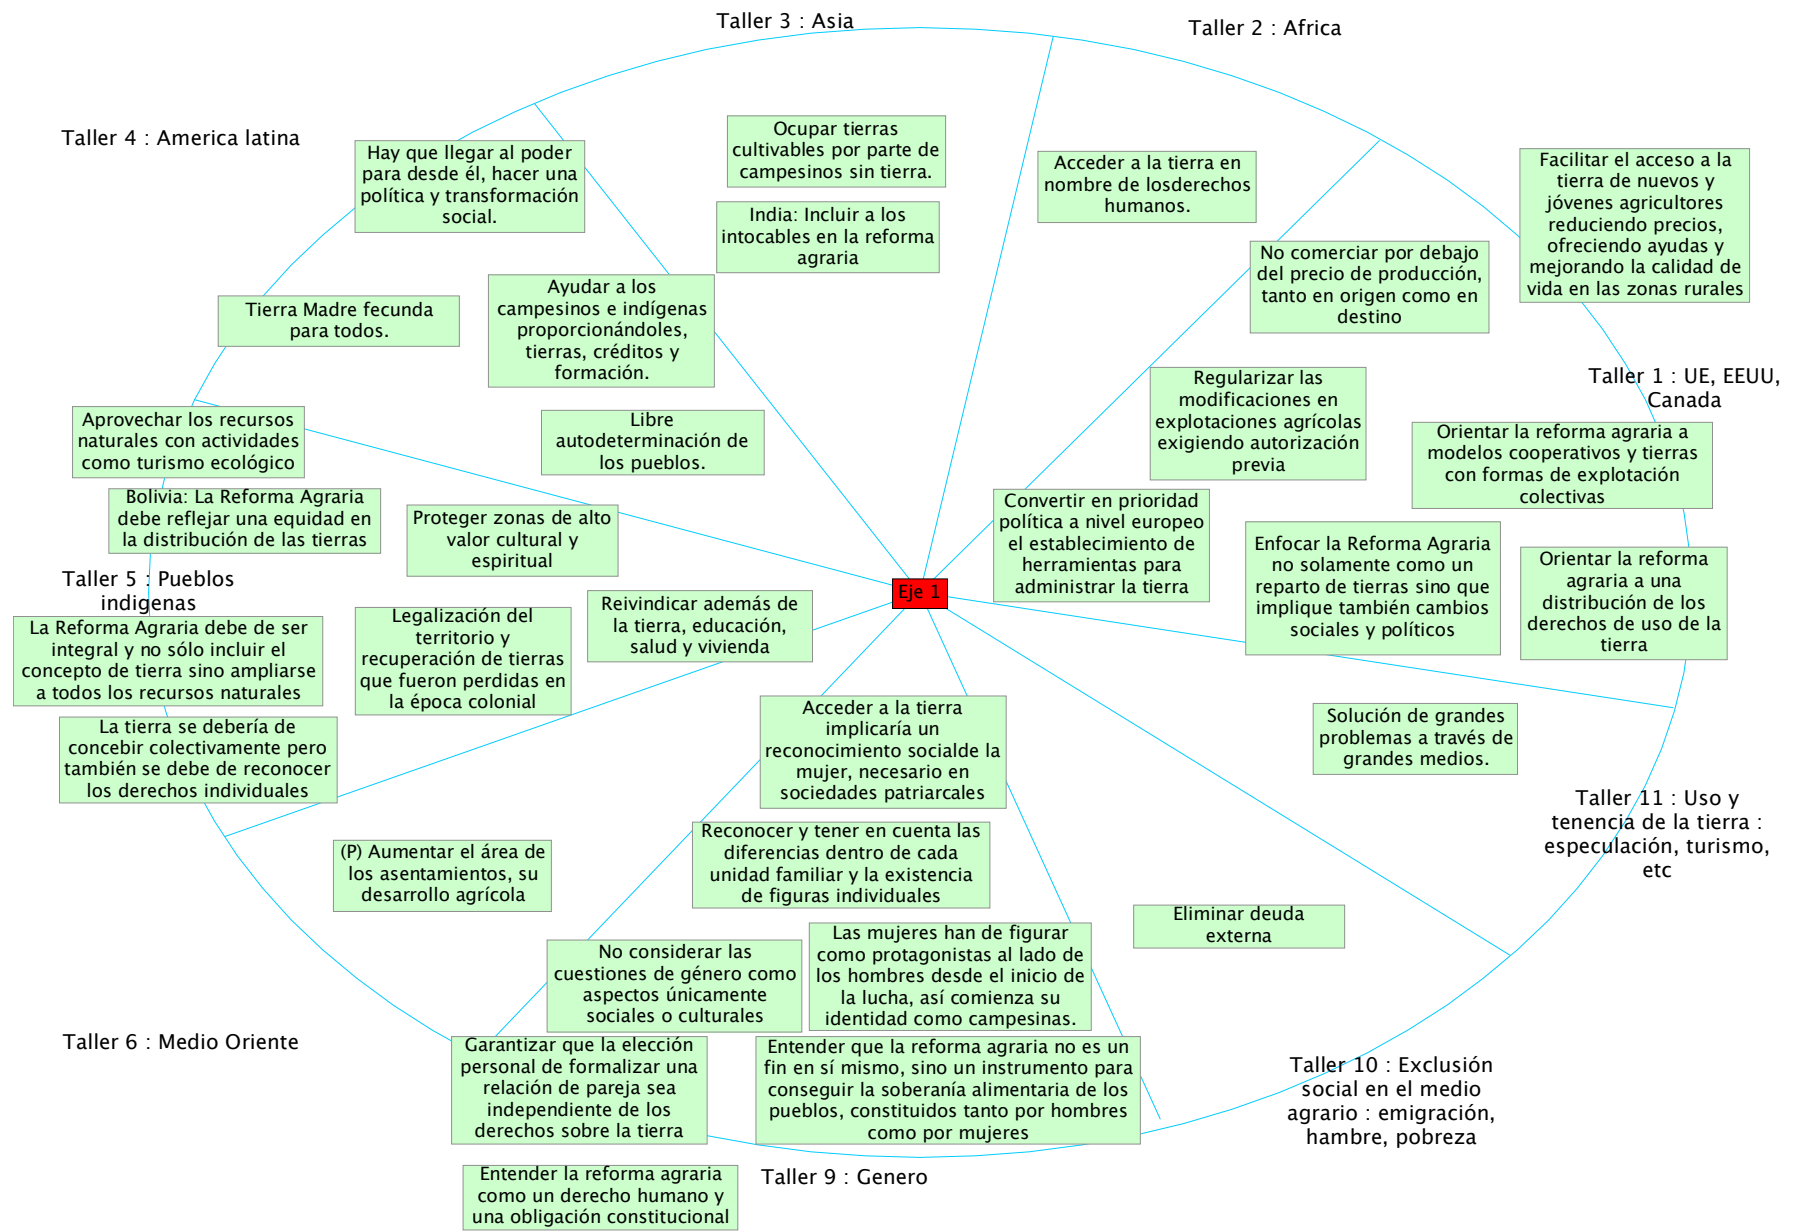 Taller 3 : Asia
Taller 2 : Africa
Taller 4 : America latina
Hay que llegar al poder
para desde él, hacer una
política y transformación
social.
Ocupar tierras
cultivables por parte de
campesinos sin tierra.
Acceder a la tierra en
nombre de losderechos
humanos.
Facilitar el acceso a la
tierra de nuevos y
jóvenes agricultores
reduciendo precios,
ofreciendo ayudas y
mejorando la calidad de
vida en las zonas rurales
India: Incluir a los
intocables en la reforma
agraria
No comerciar por debajo
del precio de producción,
tanto en origen como en
destino
Tierra Madre fecunda
para todos.
Ayudar a los
campesinos e indígenas
proporcionándoles,
tierras, créditos y
formación.
Regularizar las
modificaciones en
explotaciones agrícolas
exigiendo autorización
previa
Taller 1 : UE, EEUU,
Canada
Aprovechar los recursos
naturales con actividades
como turismo ecológico
Libre
autodeterminación de
los pueblos.
Orientar la reforma agraria a
modelos cooperativos y tierras
con formas de explotación
colectivas
Bolivia: La Reforma Agraria
debe reflejar una equidad en
la distribución de las tierras
Proteger zonas de alto
valor cultural y
espiritual
Convertir en prioridad
política a nivel europeo
el establecimiento de
herramientas para
administrar la tierra
Enfocar la Reforma Agraria
no solamente como un
reparto de tierras sino que
implique también cambios
sociales y políticos
Orientar la reforma
agraria a una
distribución de los
derechos de uso de la
tierra
Taller 5 : Pueblos
indigenas
Eje 1
La Reforma Agraria debe de ser
integral y no sólo incluir el
concepto de tierra sino ampliarse
a todos los recursos naturales
Legalización del
territorio y
recuperación de tierras
que fueron perdidas en
la época colonial
Reivindicar además de
la tierra, educación,
salud y vivienda
La tierra se debería de
concebir colectivamente pero
también se debe de reconocer
los derechos individuales
Acceder a la tierra
implicaría un
reconocimiento socialde la
mujer, necesario en
sociedades patriarcales
Solución de grandes
problemas a través de
grandes medios.
Taller 11 : Uso y
tenencia de la tierra :
especulación, turismo,
etc
(P) Aumentar el área de
los asentamientos, su
desarrollo agrícola
Reconocer y tener en cuenta las
diferencias dentro de cada
unidad familiar y la existencia
de figuras individuales
Eliminar deuda
externa
No considerar las
cuestiones de género como
aspectos únicamente
sociales o culturales
Las mujeres han de figurar
como protagonistas al lado de
los hombres desde el inicio de
la lucha, así comienza su
identidad como campesinas.
Taller 6 : Medio Oriente
Garantizar que la elección
personal de formalizar una
relación de pareja sea
independiente de los
derechos sobre la tierra
Entender que la reforma agraria no es un
fin en sí mismo, sino un instrumento para
conseguir la soberanía alimentaria de los
pueblos, constituidos tanto por hombres
como por mujeres
Taller 10 : Exclusión
social en el medio
agrario : emigración,
hambre, pobreza
Entender la reforma agraria
como un derecho humano y
una obligación constitucional
Taller 9 : Genero